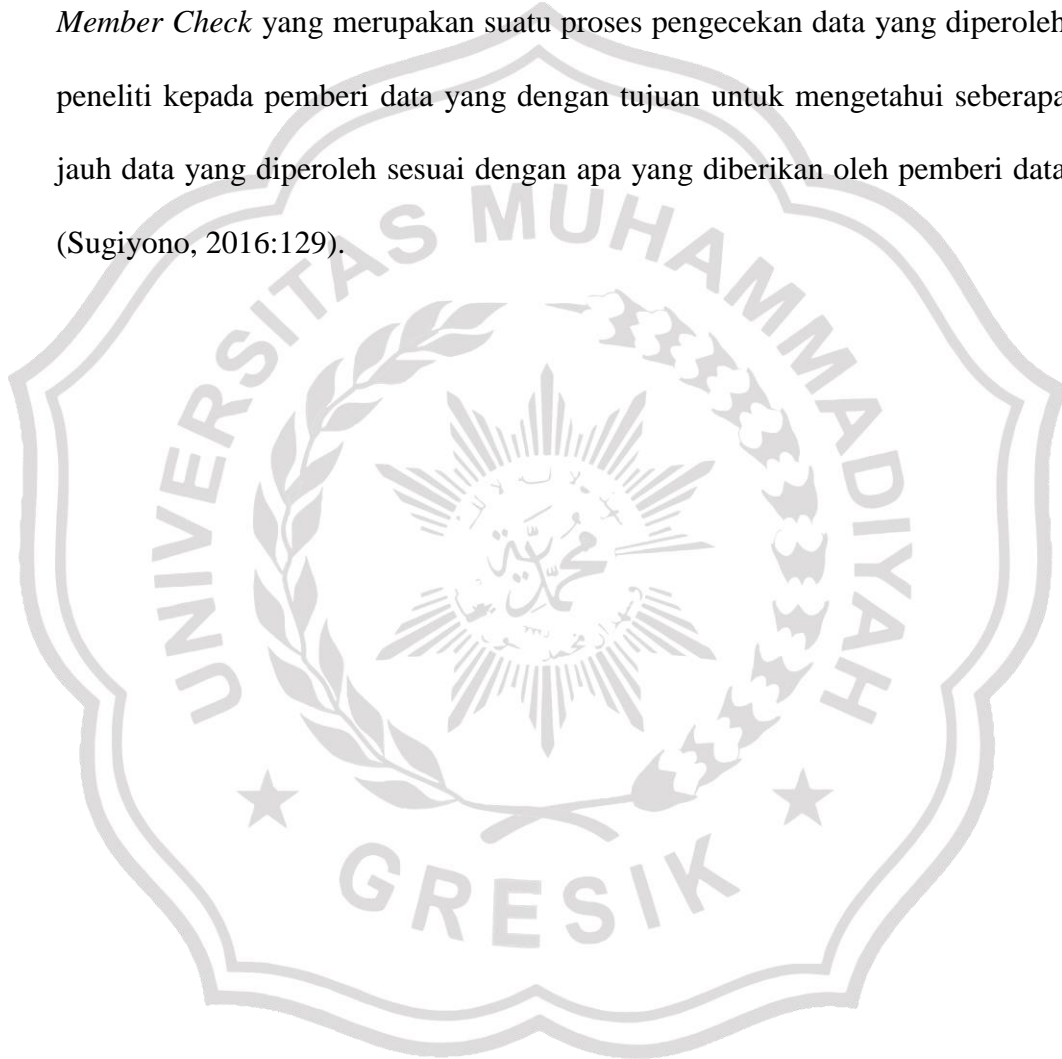 Member Check yang merupakan suatu proses pengecekan data yang diperoleh
peneliti kepada pemberi data yang dengan tujuan untuk mengetahui seberapa
jauh data yang diperoleh sesuai dengan apa yang diberikan oleh pemberi data
(Sugiyono, 2016:129).
UNIVERSITAS MUHAMMADIYAH
GRESIK